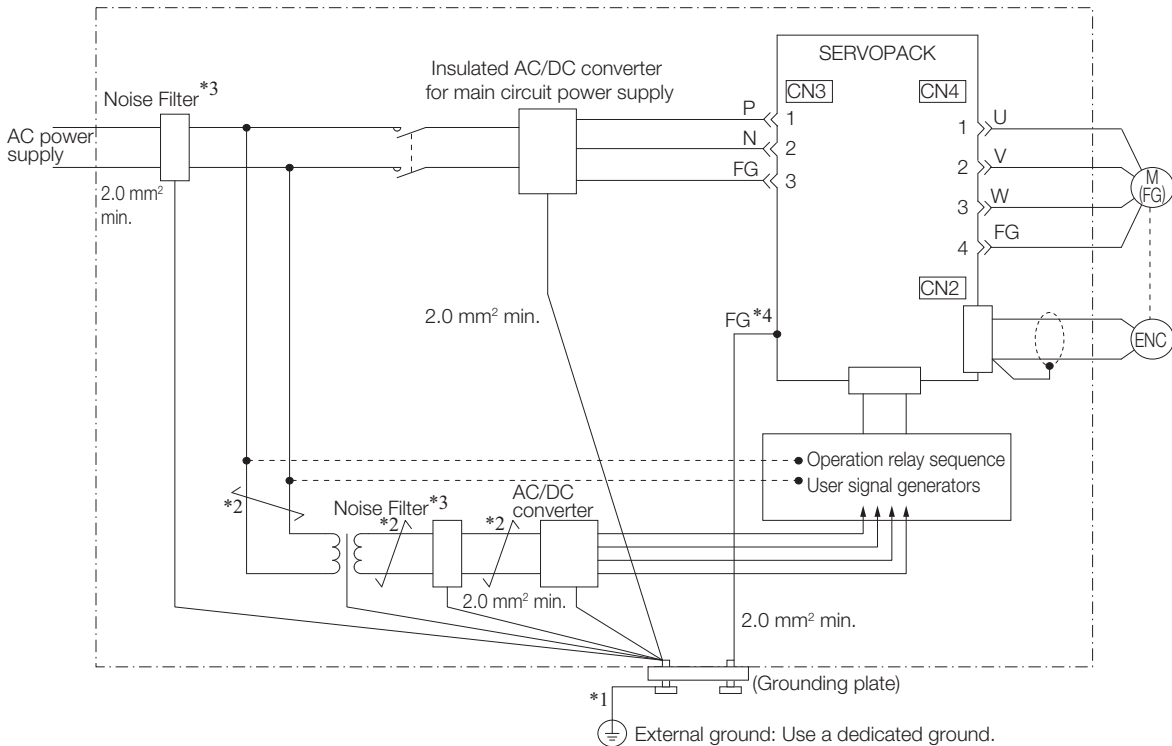 SERVOPACK
Insulated AC/DC converter
for main circuit power supply
Noise Filter*3
CN3
CN4
AC power
supply
P
1
N
2
FG
3
1
U
2
V
3
W
4
FG
M
(FG)
2.0 mm²
min.
CN2
2.0 mm² min.
FG*4
ENC
Operation relay sequence
User signal generators
*2
Noise Filter*3
*2
*2
AC/DC
converter
2.0 mm² min.
2.0 mm² min.
(Grounding plate)
*1
External ground: Use a dedicated ground.